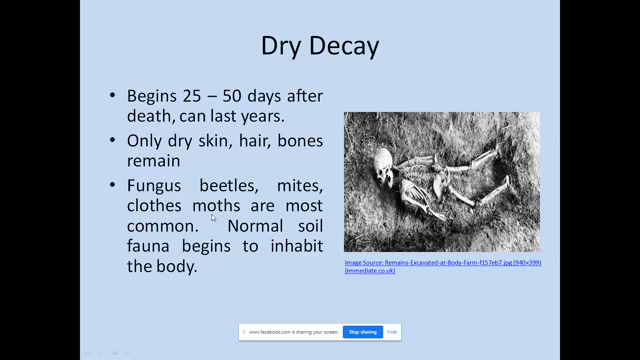 Dry Decay
• Begins 25 – 50 days after
death, can last years.
• Only dry skin, hair, bones
remain
• Fungus beetles, mites,
clothes moths are most
common. Normal soil
fauna begins to inhabit
the body.
Image Source: Remains-Excavated-at-Body-Farm-f157eb7.jpg (940×399)
(immediate.co.uk)
www.facebook.com is sharing your screen. Stop sharing Hide